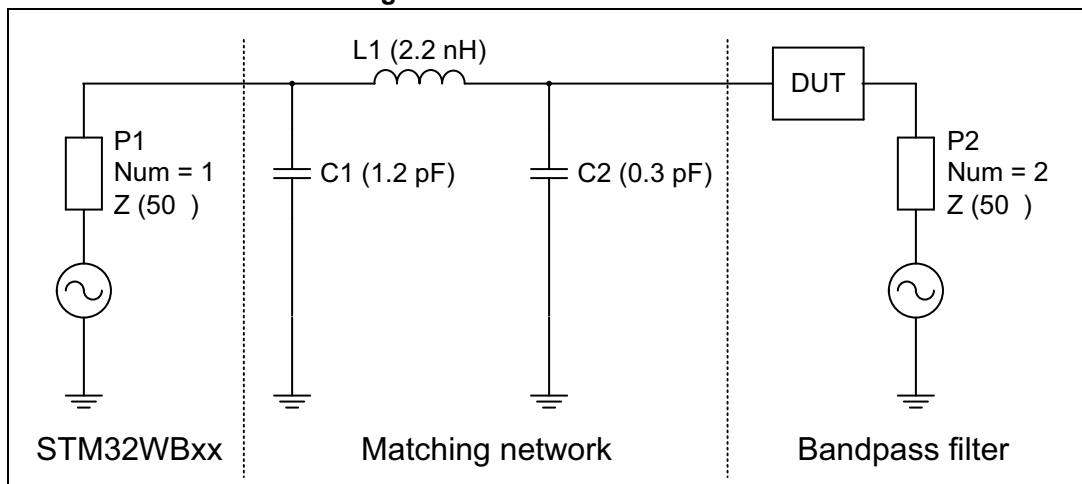 L1 (2.2 nH)
DUT
P1
Num = 1
Z (50 )
C1 (1.2 pF)
C2 (0.3 pF)
P2
Num = 2
Z (50 )
STM32WBxx
Matching network
Bandpass filter